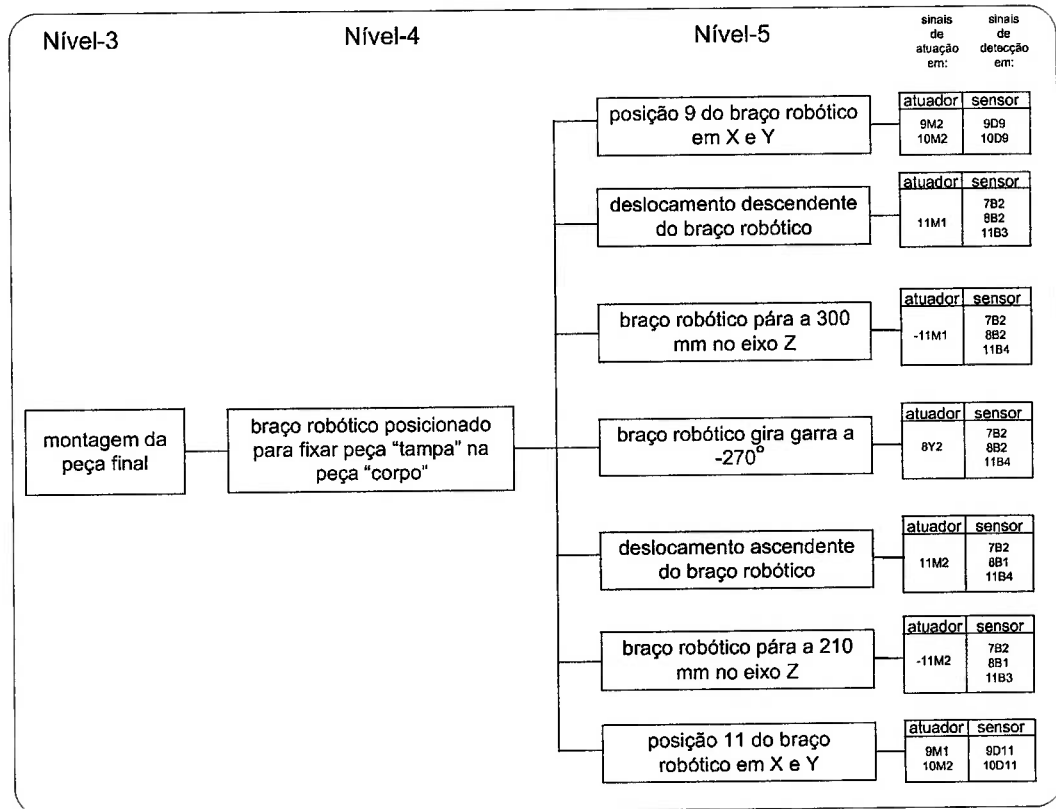 Nível-3
Nível-4
Nível-5
sinais
de
atuação
em:
sinais
de
detecção
em:
posição 9 do braço robótico
em X e Y
atuador sensor
9M2 9D9
10M2 10D9
deslocamento descendente
do braço robótico
atuador sensor
7B2
11M1 8B2
11B3
braço robótico pára a 300
mm no eixo Z
atuador sensor
7B2
-11M1 8B2
11B4
montagem da
peça final
braço robótico posicionado
para fixar peça "tampa" na
peça "corpo"
braço robótico gira garra a
-270°
atuador sensor
7B2
8Y2 8B2
11B4
deslocamento ascendente
do braço robótico
atuador sensor
7B2
11M2 8B1
11B4
braço robótico pára a 210
mm no eixo Z
atuador sensor
7B2
-11M2 8B1
11B3
posição 11 do braço
robótico em X e Y
atuador sensor
9M1 9D11
10M2 10D11